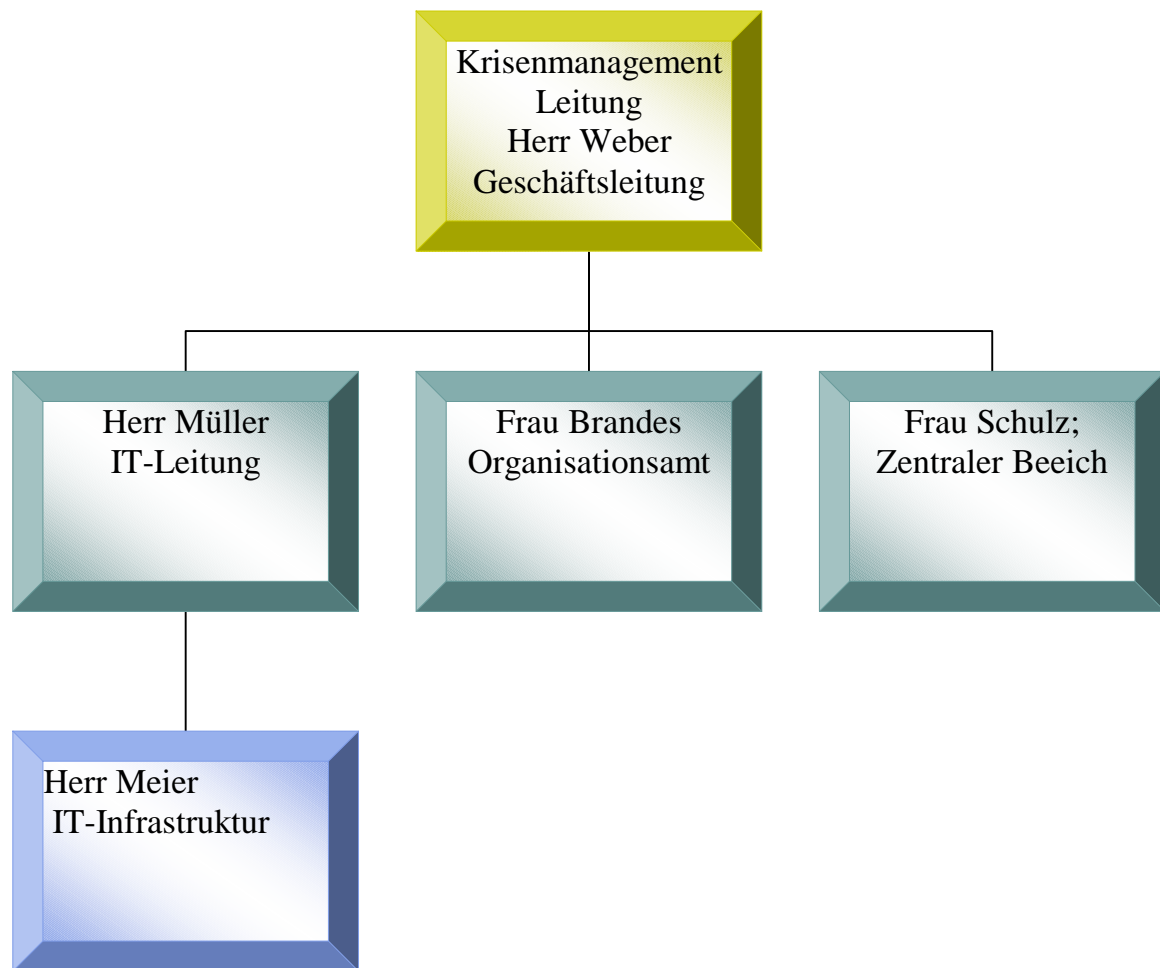 Krisenmanagement
Leitung
Herr Weber
Geschäftsleitung
Herr Müller
IT-Leitung
Frau Brandes
Organisationsamt
Frau Schulz;
Zentraler Beeich
Herr Meier
IT-Infrastruktur